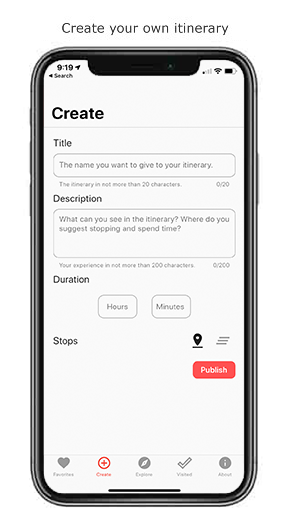 Create your own itinerary
9:19
Search
Create
Title
The name you want to give to your itinerary.
The itinerary in not more than 20 characters.
0/20
Description
What can you see in the itinerary? Where do you
suggest stopping and spend time?
Your experience in not more than 200 characters
0/200
Duration
Hours
Minutes
Stops
Publish
Favorites
Create
Explore
Visited
About